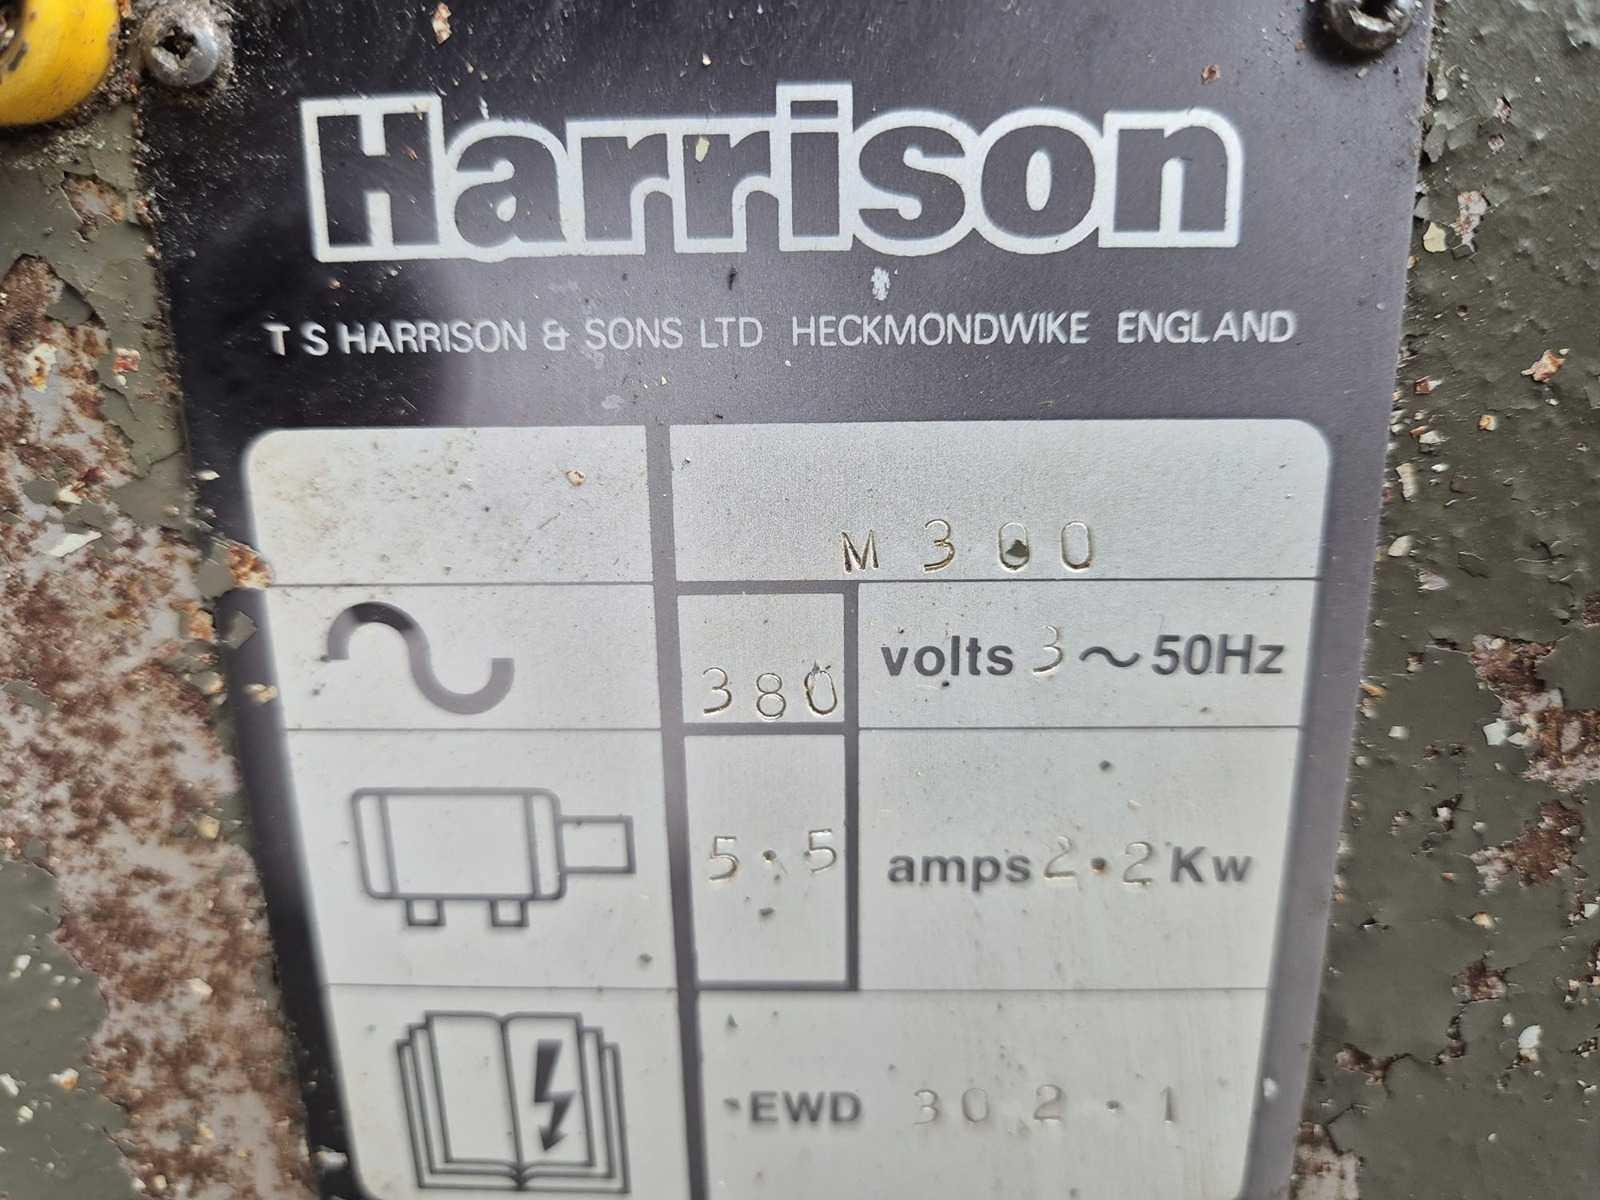 Harrison
T S HARRISON & SONS LTD HECKMONDWIKE ENGLAND
M 300
380 volts 3 ~ 50Hz
5.5 amps 2.2 Kw
EWD 302.1